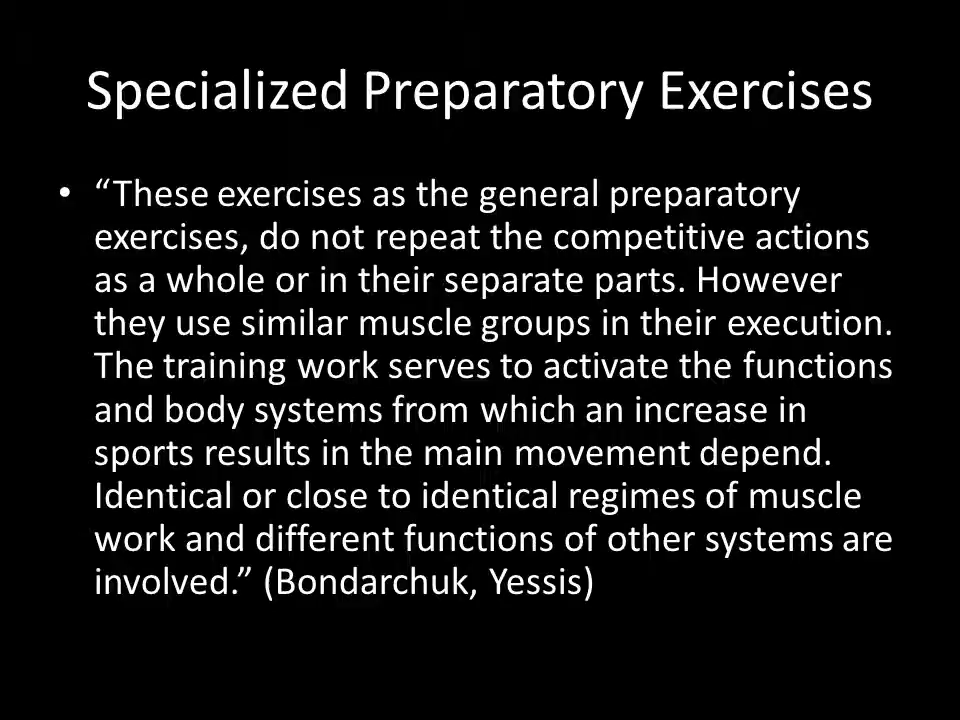 Specialized Preparatory Exercises
• “These exercises as the general preparatory
exercises, do not repeat the competitive actions
as a whole or in their separate parts. However
they use similar muscle groups in their execution.
The training work serves to activate the functions
and body systems from which an increase in
sports results in the main movement depend.
Identical or close to identical regimes of muscle
work and different functions of other systems are
involved.” (Bondarchuk, Yessis)